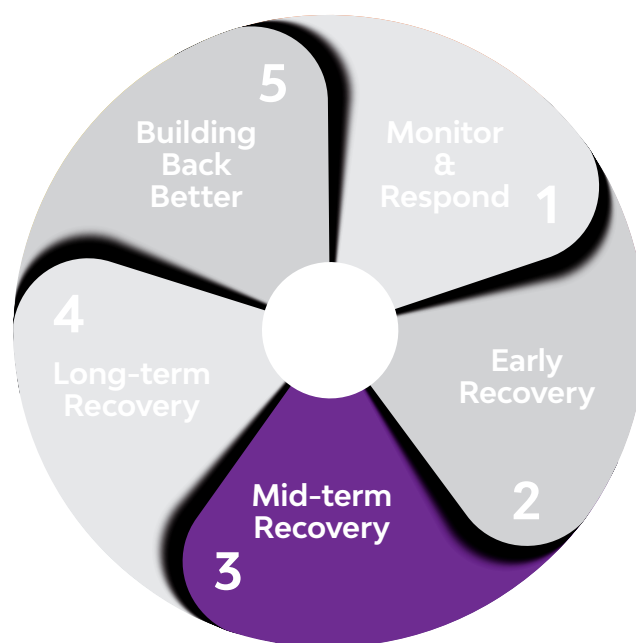 Monitor
&
Respond
1
Early
Recovery
2
Mid-term
Recovery
3
4
Long-term
Recovery
5
Building
Back
Better